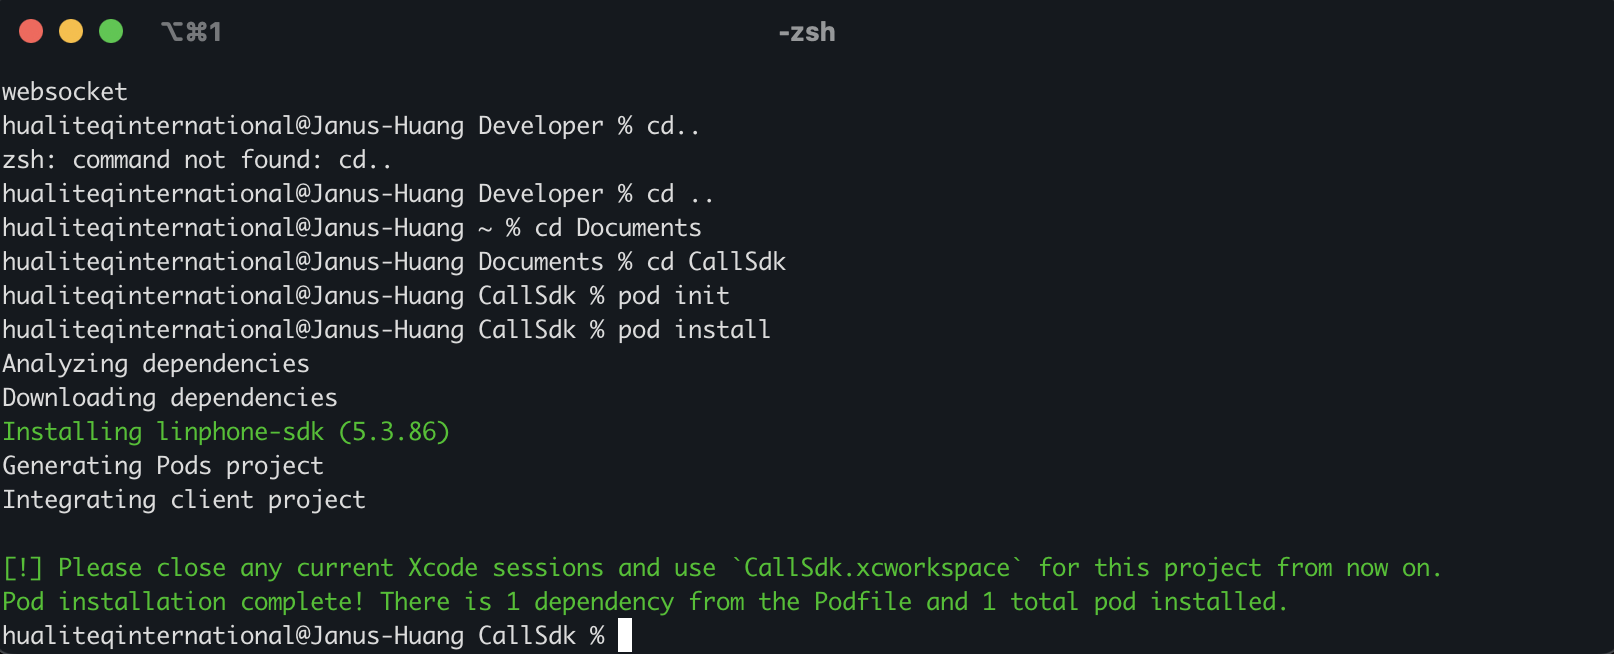 ⌥⌘1
-zsh
websocket
hualiteqinternational@Janus-Huang Developer % cd..
zsh: command not found: cd..
hualiteqinternational@Janus-Huang Developer % cd ..
hualiteqinternational@Janus-Huang ~ % cd Documents
hualiteqinternational@Janus-Huang Documents % cd CallSdk
hualiteqinternational@Janus-Huang CallSdk % pod init
hualiteqinternational@Janus-Huang CallSdk % pod install
Analyzing dependencies
Downloading dependencies
Installing linphone-sdk (5.3.86)
Generating Pods project
Integrating client project
[!] Please close any current Xcode sessions and use `CallSdk.xcworkspace` for this project from now on.
Pod installation complete! There is 1 dependency from the Podfile and 1 total pod installed.
hualiteqinternational@Janus-Huang CallSdk %